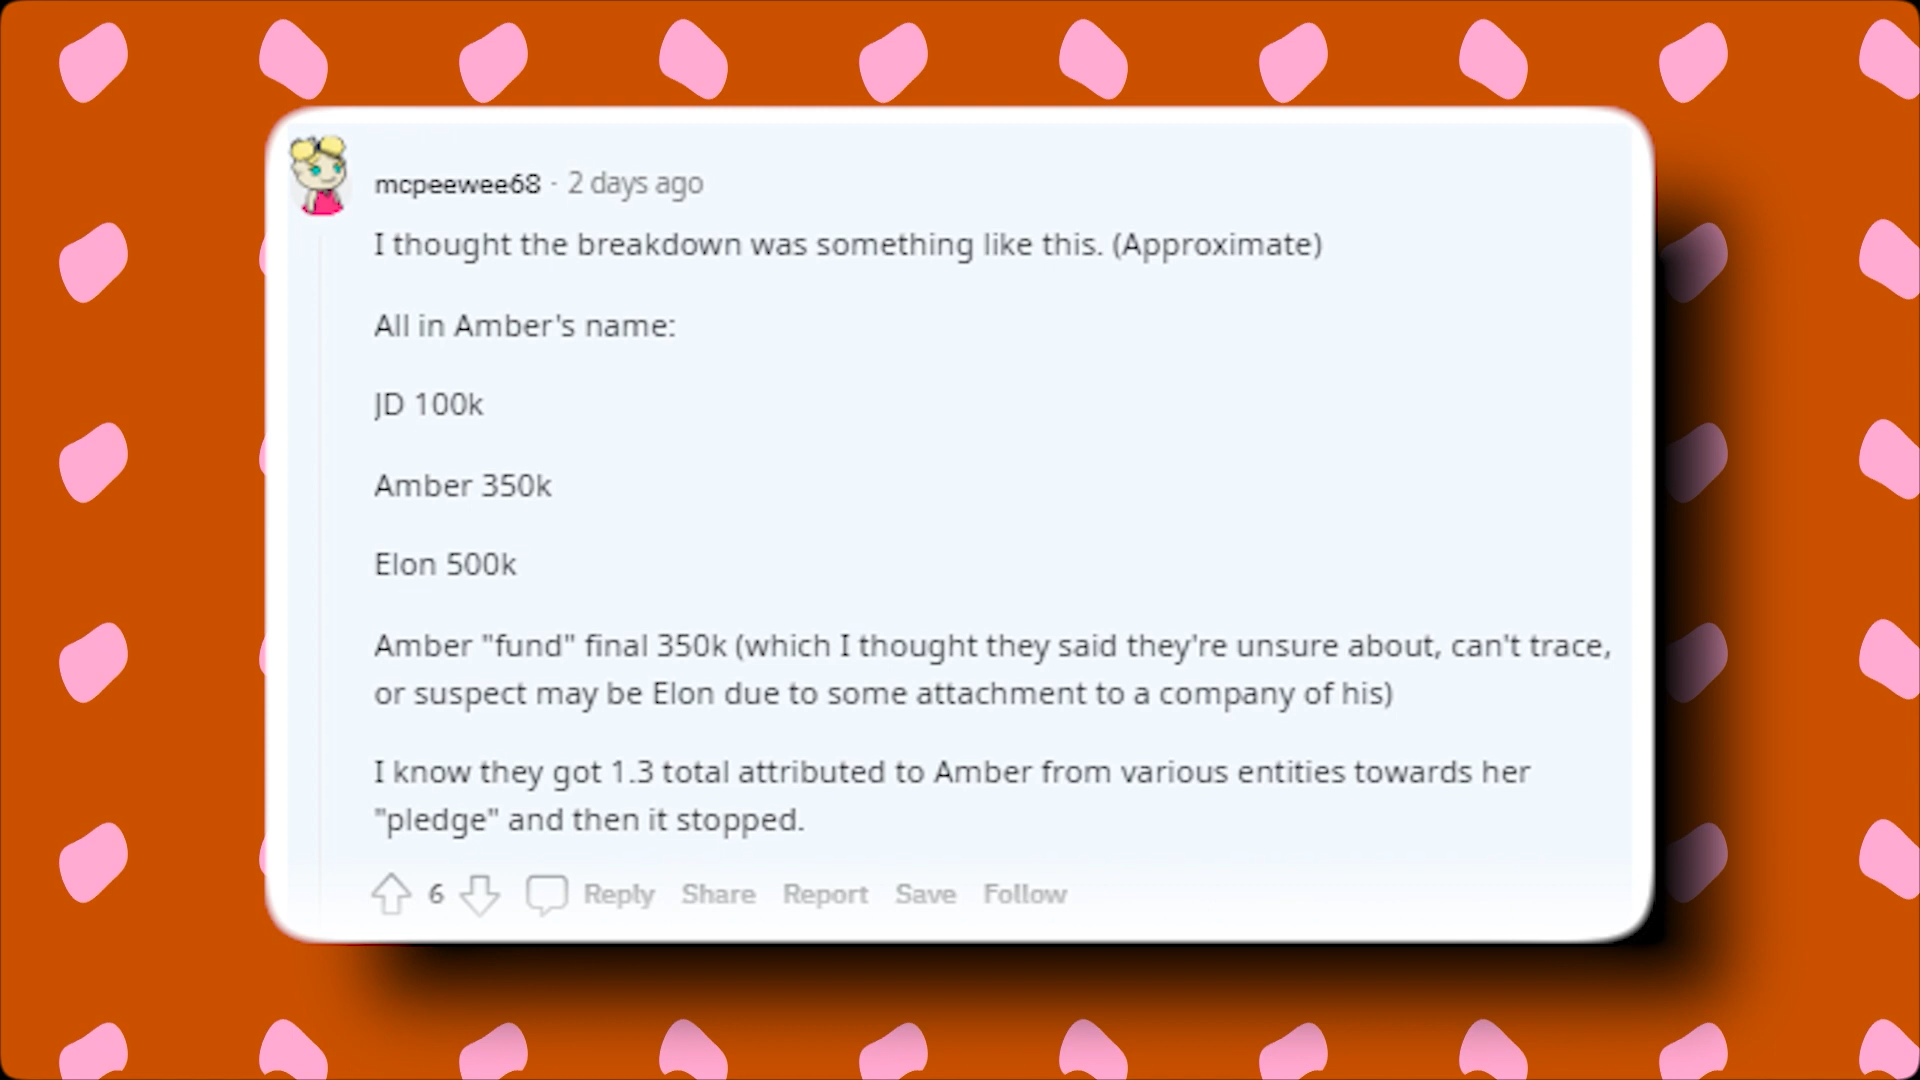 mcpeewee68 · 2 days ago
I thought the breakdown was something like this. (Approximate)
All in Amber's name:
JD 100k
Amber 350k
Elon 500k
Amber "fund" final 350k (which I thought they said they're unsure about, can't trace,
or suspect may be Elon due to some attachment to a company of his)
I know they got 1.3 total attributed to Amber from various entities towards her
"pledge" and then it stopped.
6 Reply Share Report Save Follow